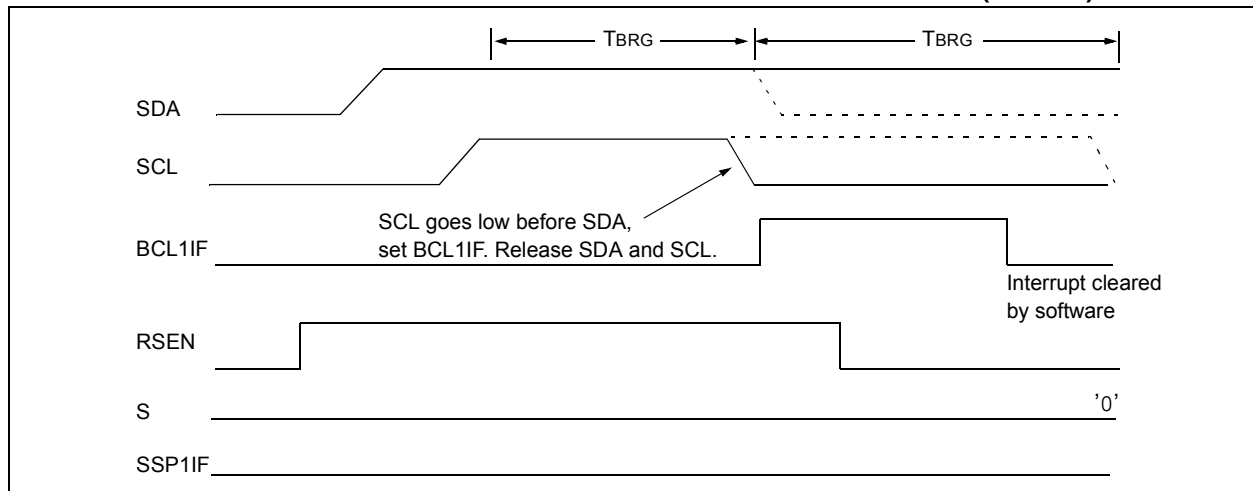 TBRG
TBRG
SDA
SCL
SCL goes low before SDA,
set BCL1IF. Release SDA and SCL.
BCL1IF
Interrupt cleared
by software
RSEN
S
'0'
SSP1IF